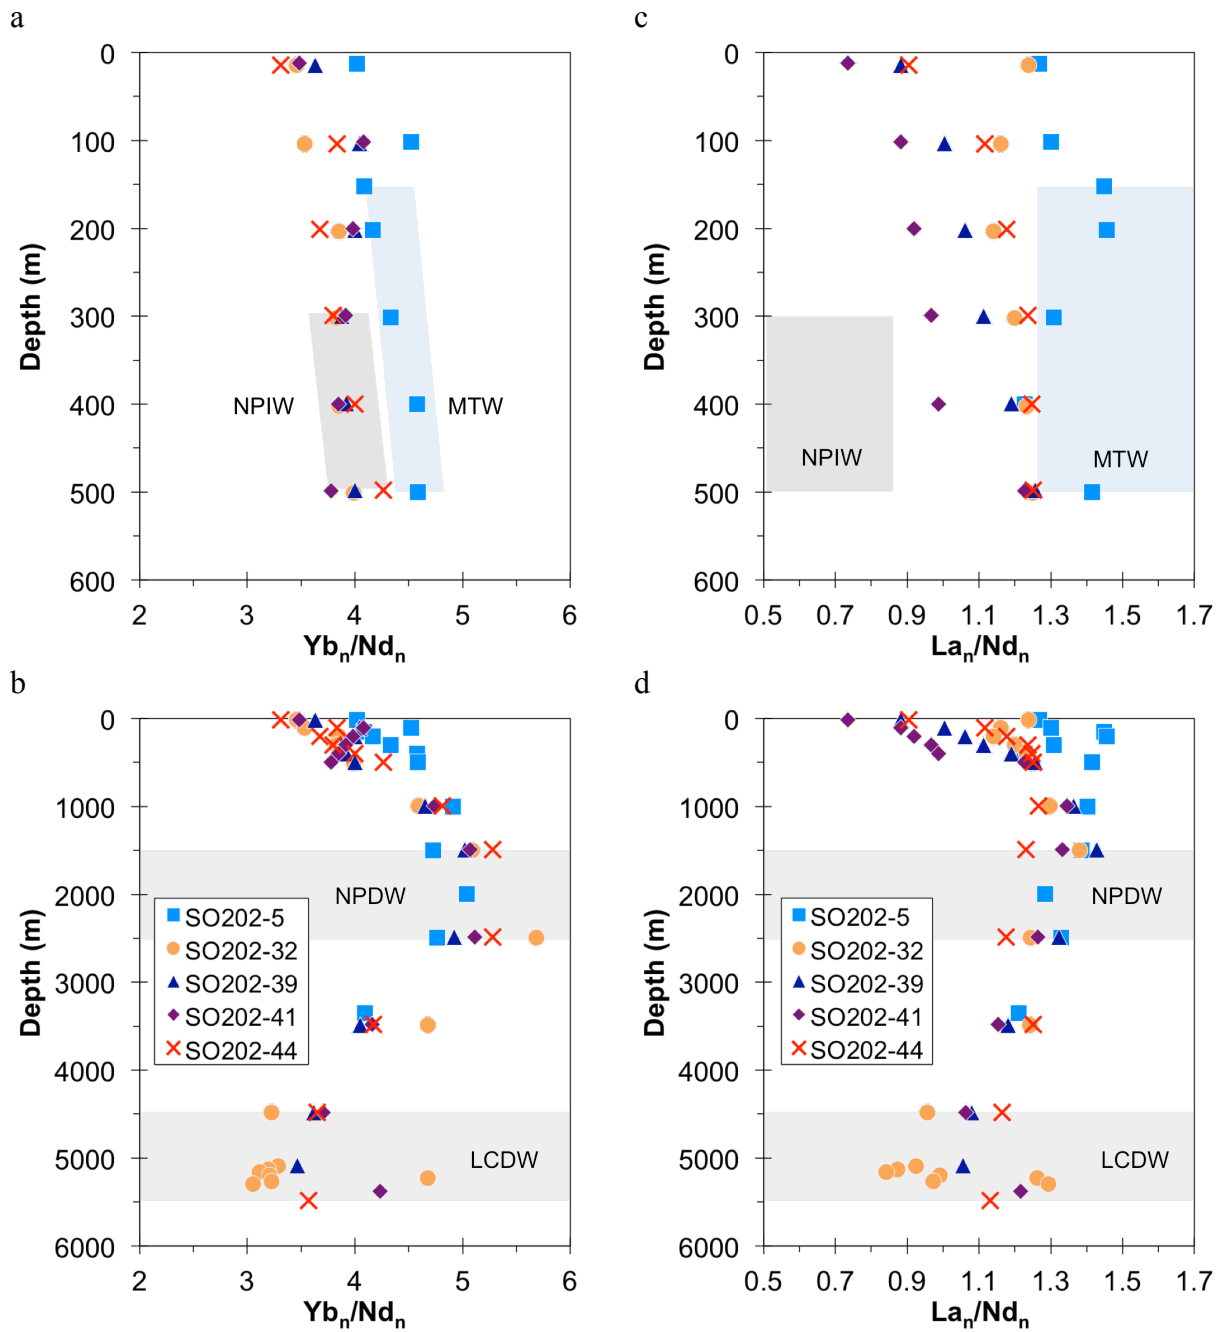 a
0
100
200
300
400
500
600
Depth (m)
NPIW
MTW
2 3 4 5 6
Ybn/Ndn
c
0
100
200
300
400
500
600
Depth (m)
NPIW
MTW
0.5 0.7 0.9 1.1 1.3 1.5 1.7
Lan/Ndn
b
0
1000
2000
3000
4000
5000
6000
Depth (m)
NPDW
SO202-5
SO202-32
SO202-39
SO202-41
SO202-44
LCDW
2 3 4 5 6
Ybn/Ndn
d
0
1000
2000
3000
4000
5000
6000
Depth (m)
NPDW
SO202-5
SO202-32
SO202-39
SO202-41
SO202-44
LCDW
0.5 0.7 0.9 1.1 1.3 1.5 1.7
Lan/Ndn